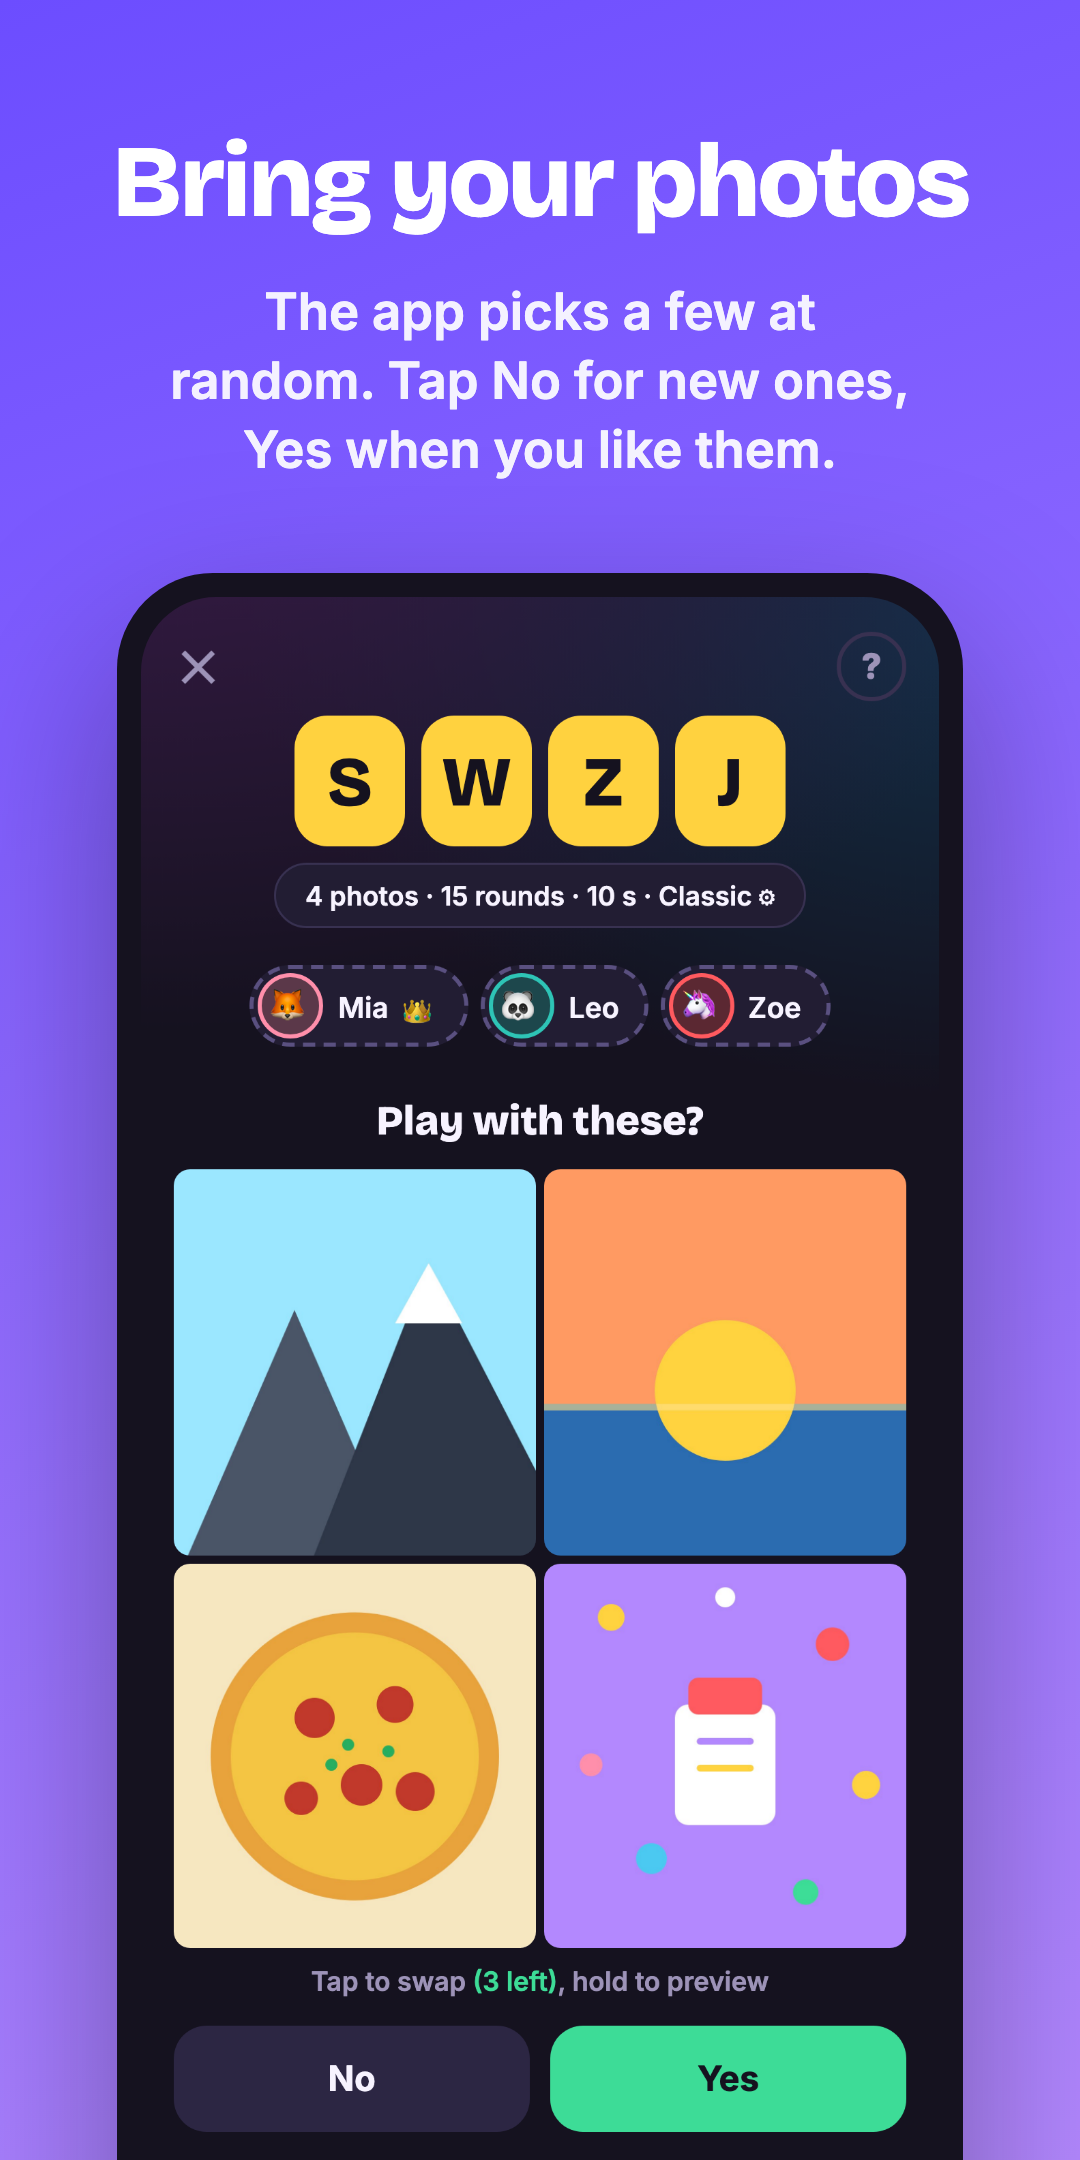 Bring your photos
The app picks a few at
random. Tap No for new ones,
Yes when you like them.
?
S W Z J
4 photos · 15 rounds · 10 s · Classic ⚙
Mia 👑 Leo Zoe
Play with these?
Tap to swap (3 left), hold to preview
No Yes